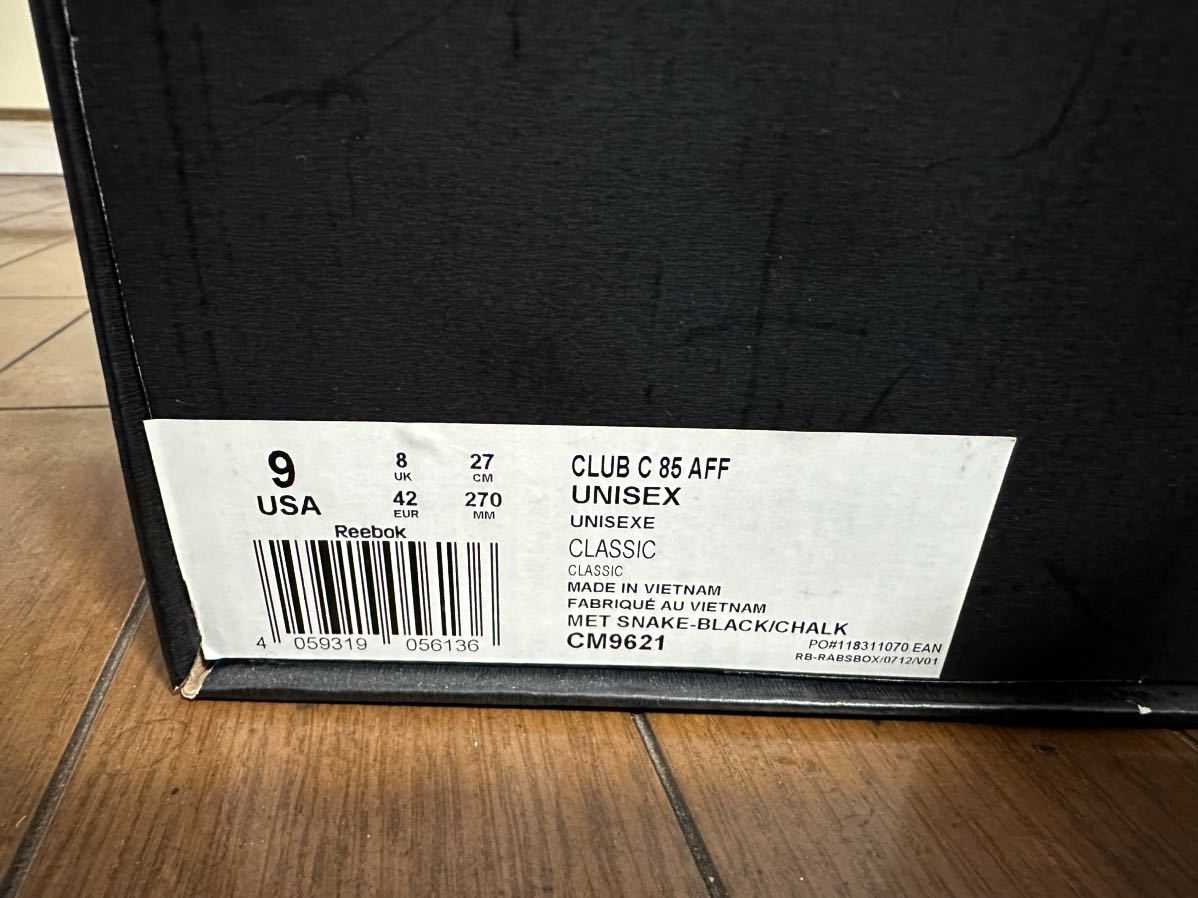 9
USA
8
UK
42
EUR
27
CM
270
MM
Reebok
4 059319 056136
CLUB C 85 AFF
UNISEX
UNISEXE
CLASSIC
CLASSIC
MADE IN VIETNAM
FABRIQUÉ AU VIETNAM
MET SNAKE-BLACK/CHALK
CM9621
PO#118311070 EAN
RB-RABSBOX/0712/V01